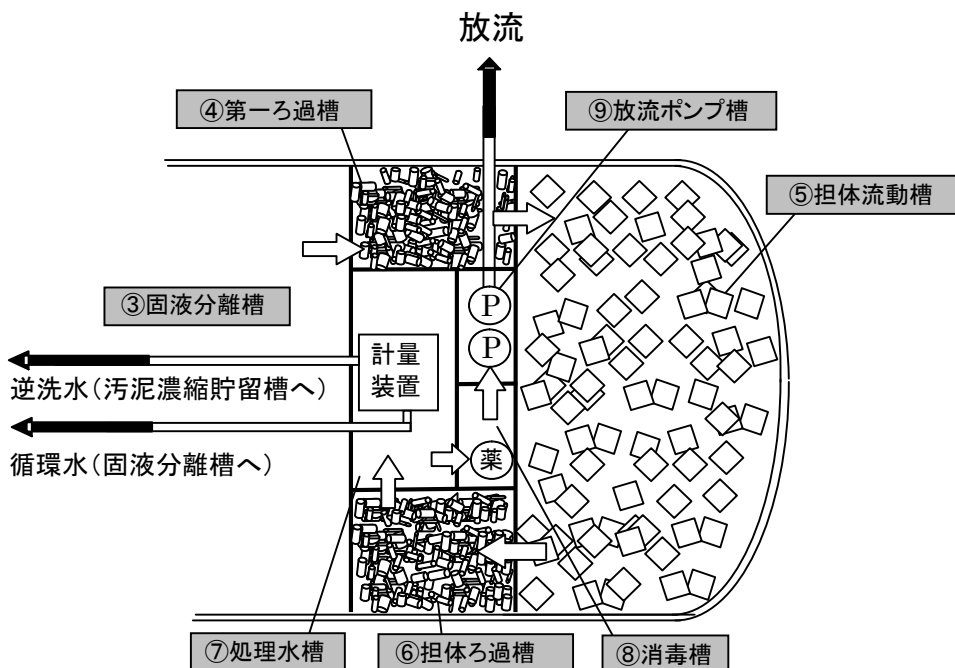 放流
④第一ろ過槽
⑨放流ポンプ槽
⑤担体流動槽
③固液分離槽
P
P
計量
装置
逆洗水(汚泥濃縮貯留槽へ)
循環水(固液分離槽へ)
薬
⑦処理水槽
⑥担体ろ過槽
⑧消毒槽